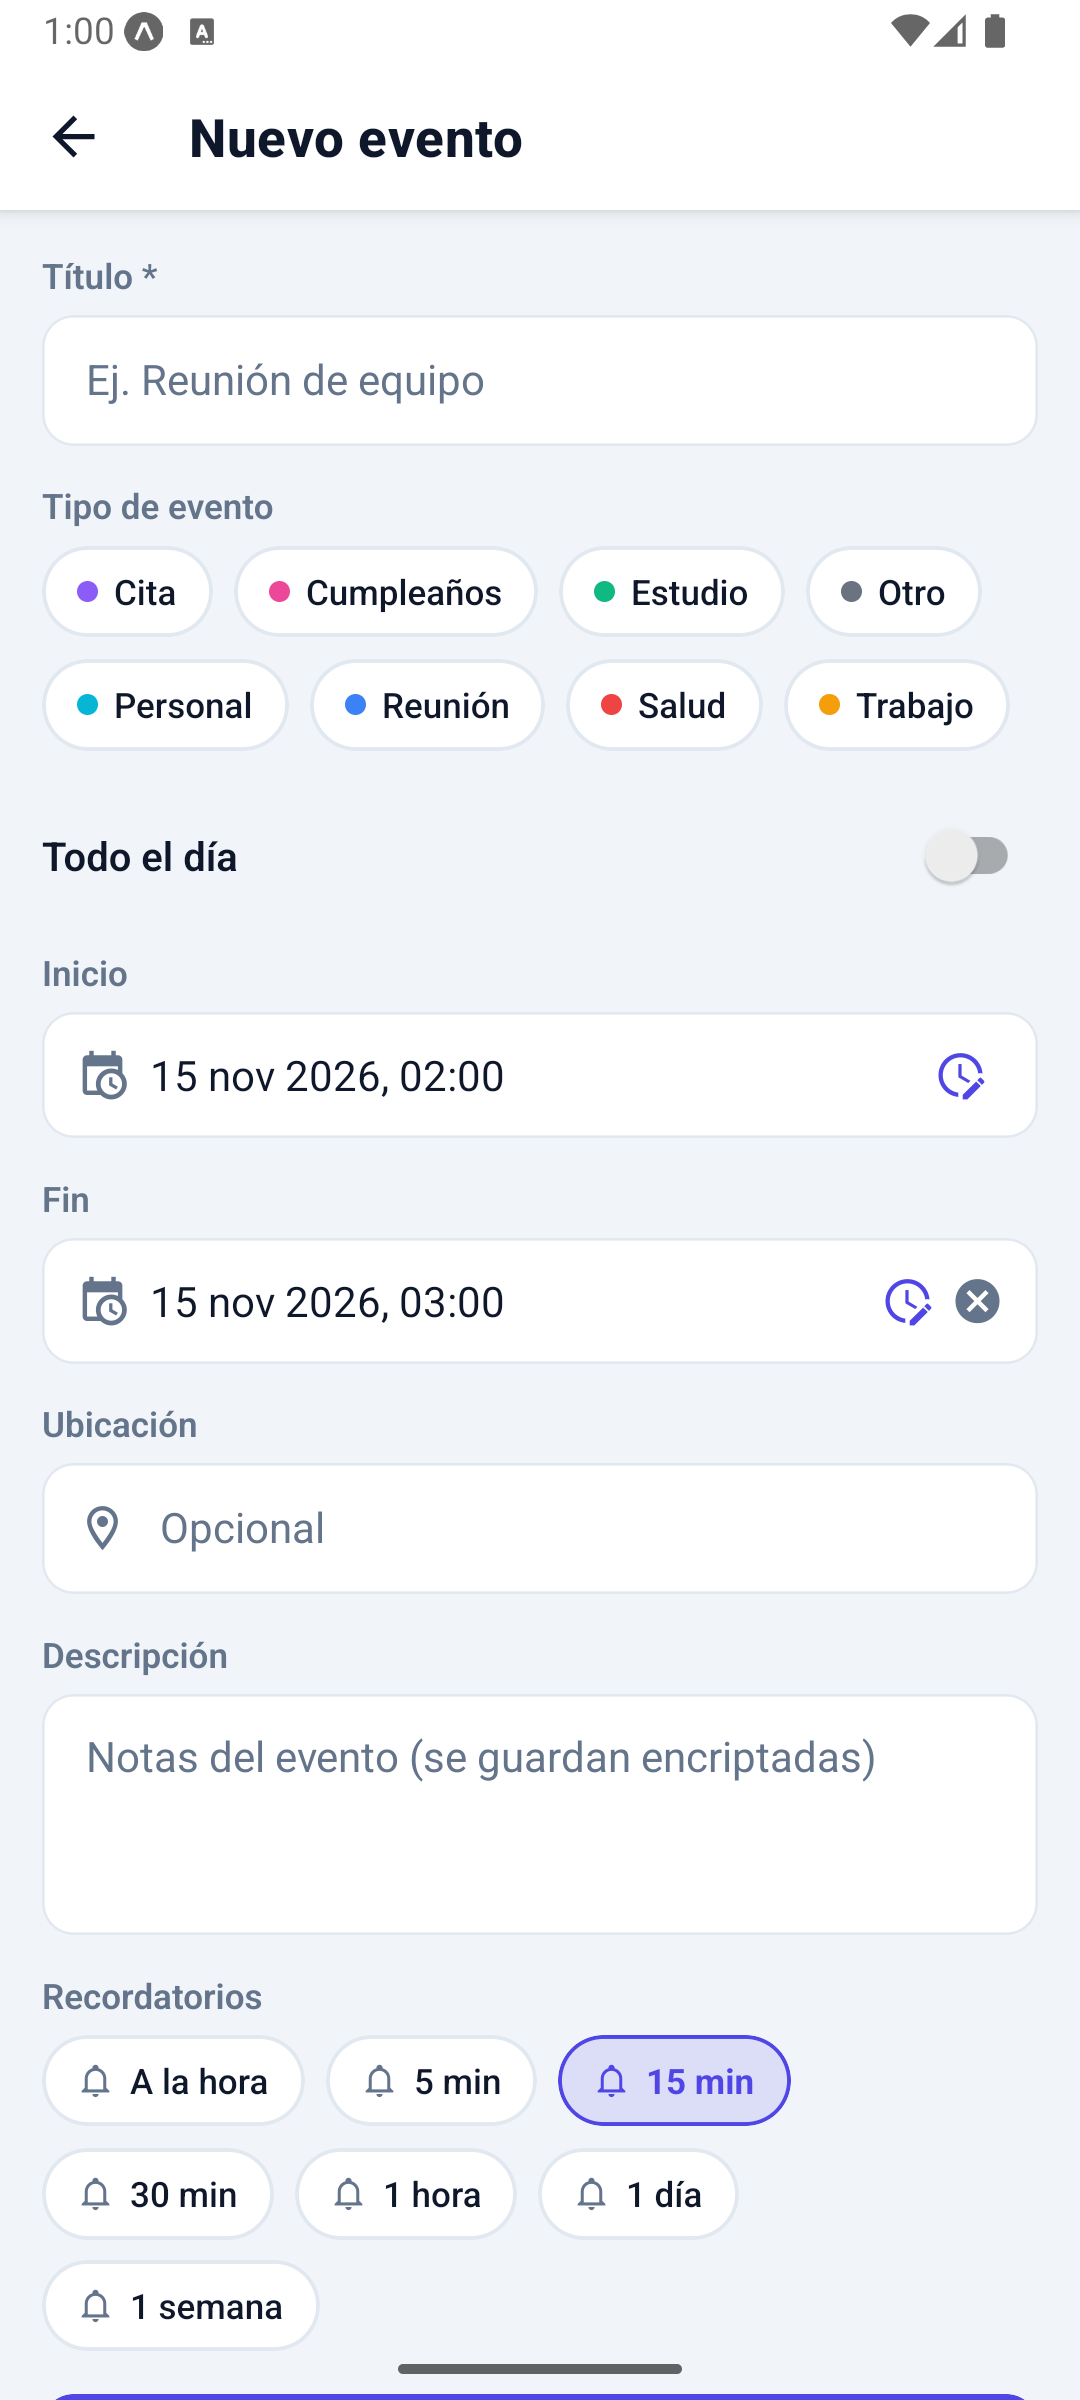 1:00
Nuevo evento
Título *
Ej. Reunión de equipo
Tipo de evento
Cita Cumpleaños Estudio Otro
Personal Reunión Salud Trabajo
Todo el día
Inicio
15 nov 2026, 02:00
Fin
15 nov 2026, 03:00
Ubicación
Opcional
Descripción
Notas del evento (se guardan encriptadas)
Recordatorios
A la hora 5 min 15 min
30 min 1 hora 1 día
1 semana